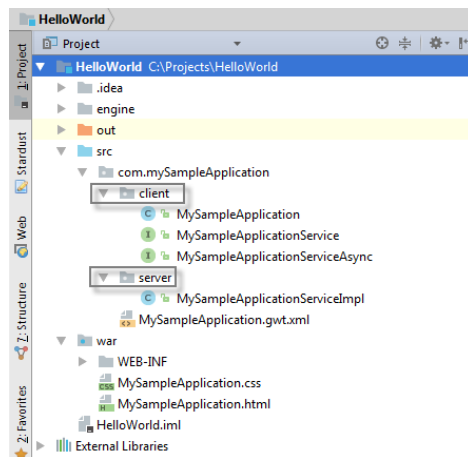 HelloWorld
1: Project
Project
HelloWorld C:\Projects\HelloWorld
.idea
engine
out
src
com.mySampleApplication
client
C MySampleApplication
I MySampleApplicationService
I MySampleApplicationServiceAsync
server
C MySampleApplicationServiceImpl
MySampleApplication.gwt.xml
war
WEB-INF
CSS MySampleApplication.css
H MySampleApplication.html
HelloWorld.iml
External Libraries
Stardust
Web
7: Structure
2: Favorites